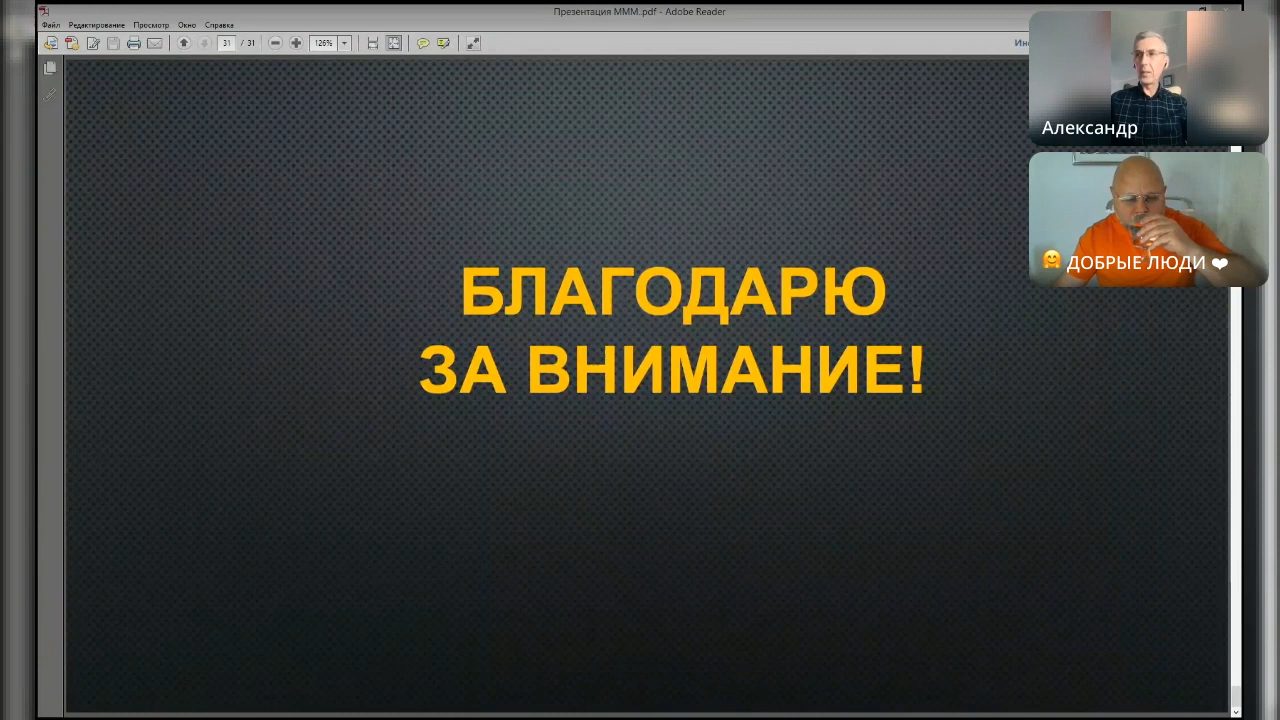 Презентация МММ.pdf - Adobe Reader
Файл Редактирование Просмотр Окно Справка
31 / 31 126%
Александр
🤗 ДОБРЫЕ ЛЮДИ ❤
БЛАГОДАРЮ
ЗА ВНИМАНИЕ!